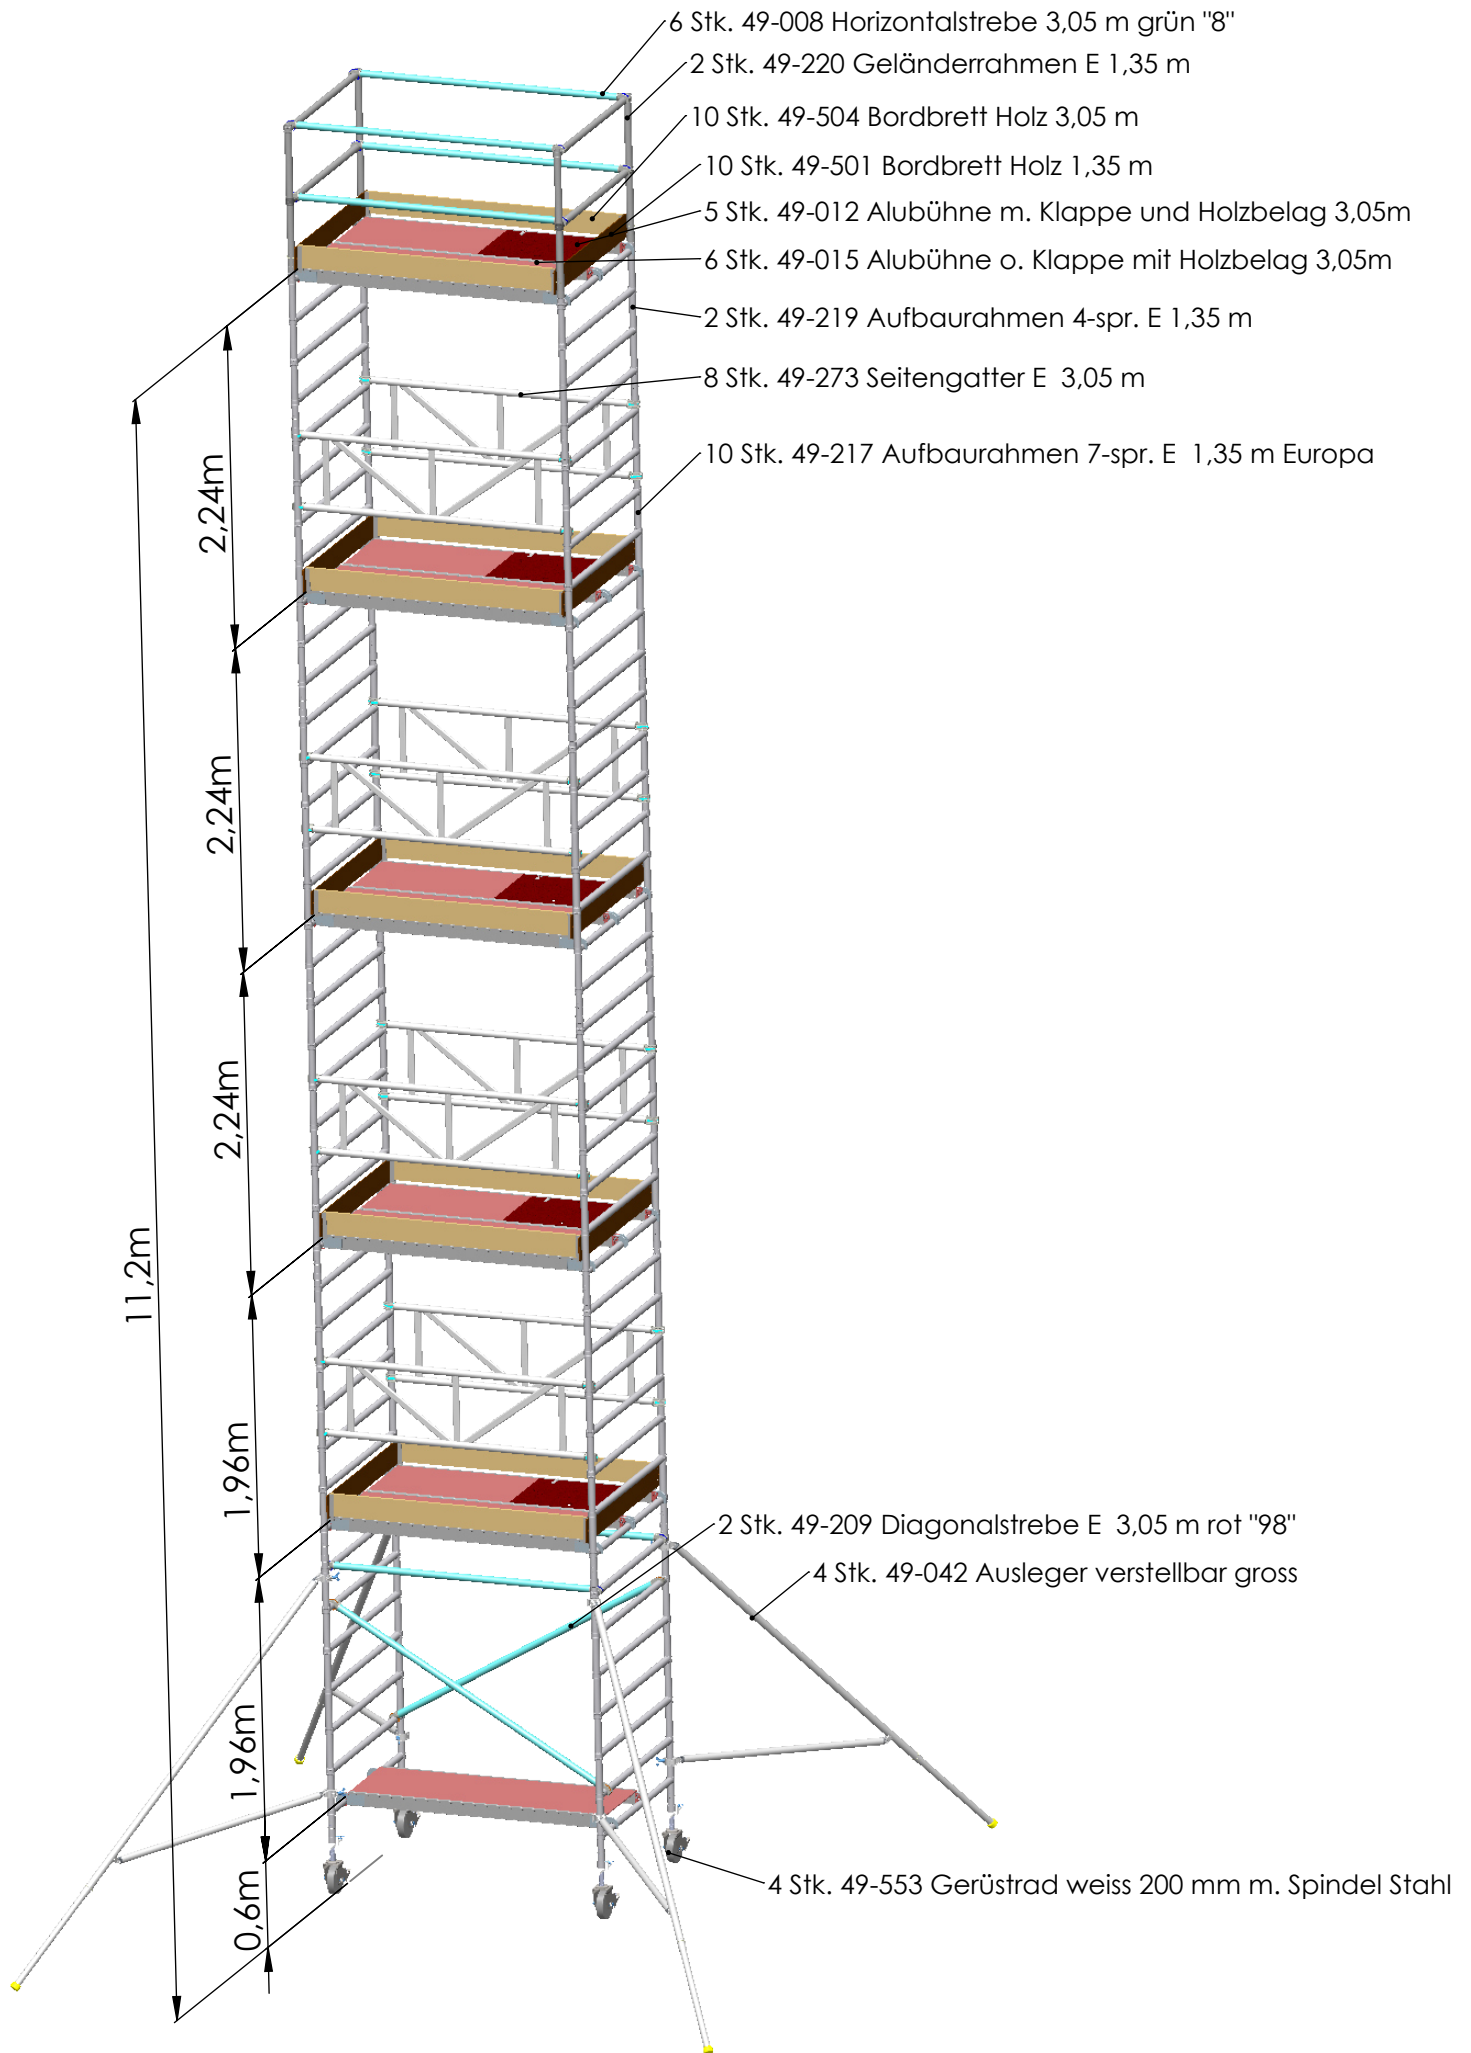 6 Stk. 49-008 Horizontalstrebe 3,05 m grün "8"
2 Stk. 49-220 Geländerrahmen E 1,35 m
10 Stk. 49-504 Bordbrett Holz 3,05 m
10 Stk. 49-501 Bordbrett Holz 1,35 m
5 Stk. 49-012 Alubühne m. Klappe und Holzbelag 3,05m
6 Stk. 49-015 Alubühne o. Klappe mit Holzbelag 3,05m
2 Stk. 49-219 Aufbaurahmen 4-spr. E 1,35 m
8 Stk. 49-273 Seitengatter E  3,05 m
10 Stk. 49-217 Aufbaurahmen 7-spr. E  1,35 m Europa
2,24m
2,24m
2,24m
11,2m
1,96m
2 Stk. 49-209 Diagonalstrebe E  3,05 m rot "98"
4 Stk. 49-042 Ausleger verstellbar gross
1,96m
4 Stk. 49-553 Gerüstrad weiss 200 mm m. Spindel Stahl
0,6m